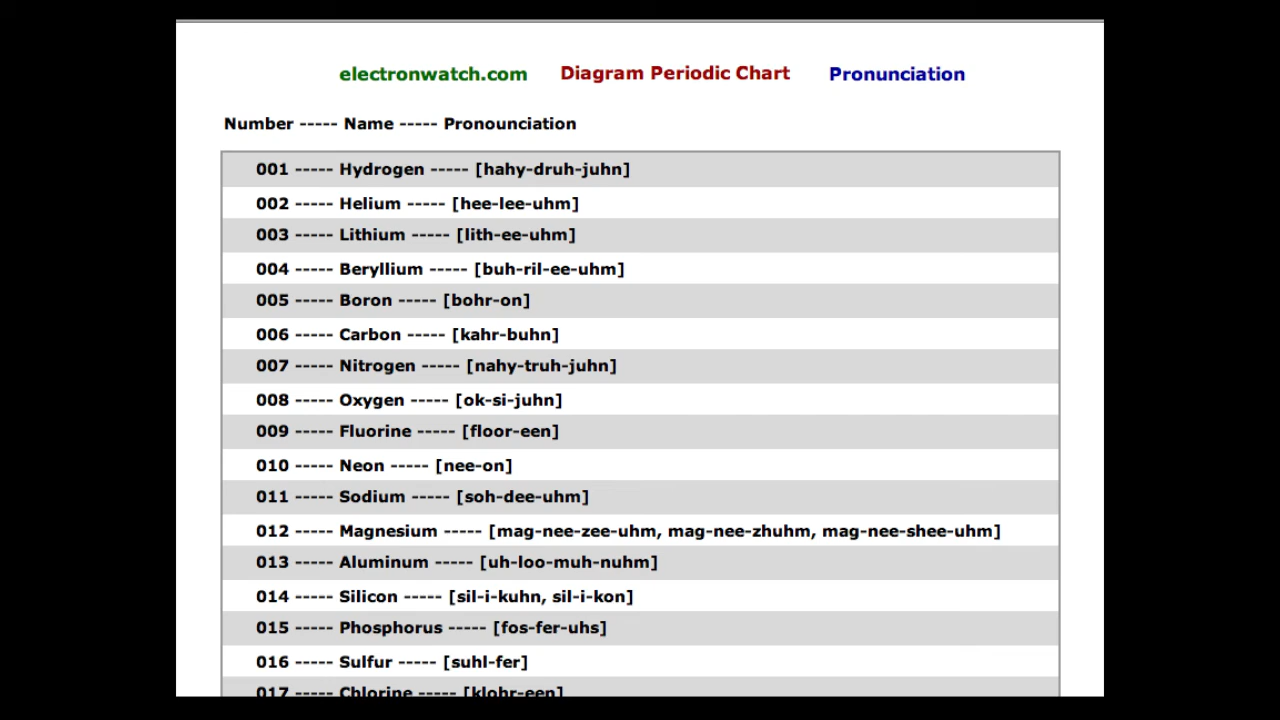 electronwatch.com Diagram Periodic Chart Pronunciation
Number ----- Name ----- Pronounciation
001 ----- Hydrogen ----- [hahy-druh-juhn]
002 ----- Helium ----- [hee-lee-uhm]
003 ----- Lithium ----- [lith-ee-uhm]
004 ----- Beryllium ----- [buh-ril-ee-uhm]
005 ----- Boron ----- [bohr-on]
006 ----- Carbon ----- [kahr-buhn]
007 ----- Nitrogen ----- [nahy-truh-juhn]
008 ----- Oxygen ----- [ok-si-juhn]
009 ----- Fluorine ----- [floor-een]
010 ----- Neon ----- [nee-on]
011 ----- Sodium ----- [soh-dee-uhm]
012 ----- Magnesium ----- [mag-nee-zee-uhm, mag-nee-zhuhm, mag-nee-shee-uhm]
013 ----- Aluminum ----- [uh-loo-muh-nuhm]
014 ----- Silicon ----- [sil-i-kuhn, sil-i-kon]
015 ----- Phosphorus ----- [fos-fer-uhs]
016 ----- Sulfur ----- [suhl-fer]
017 ----- Chlorine ----- [klohr-een]